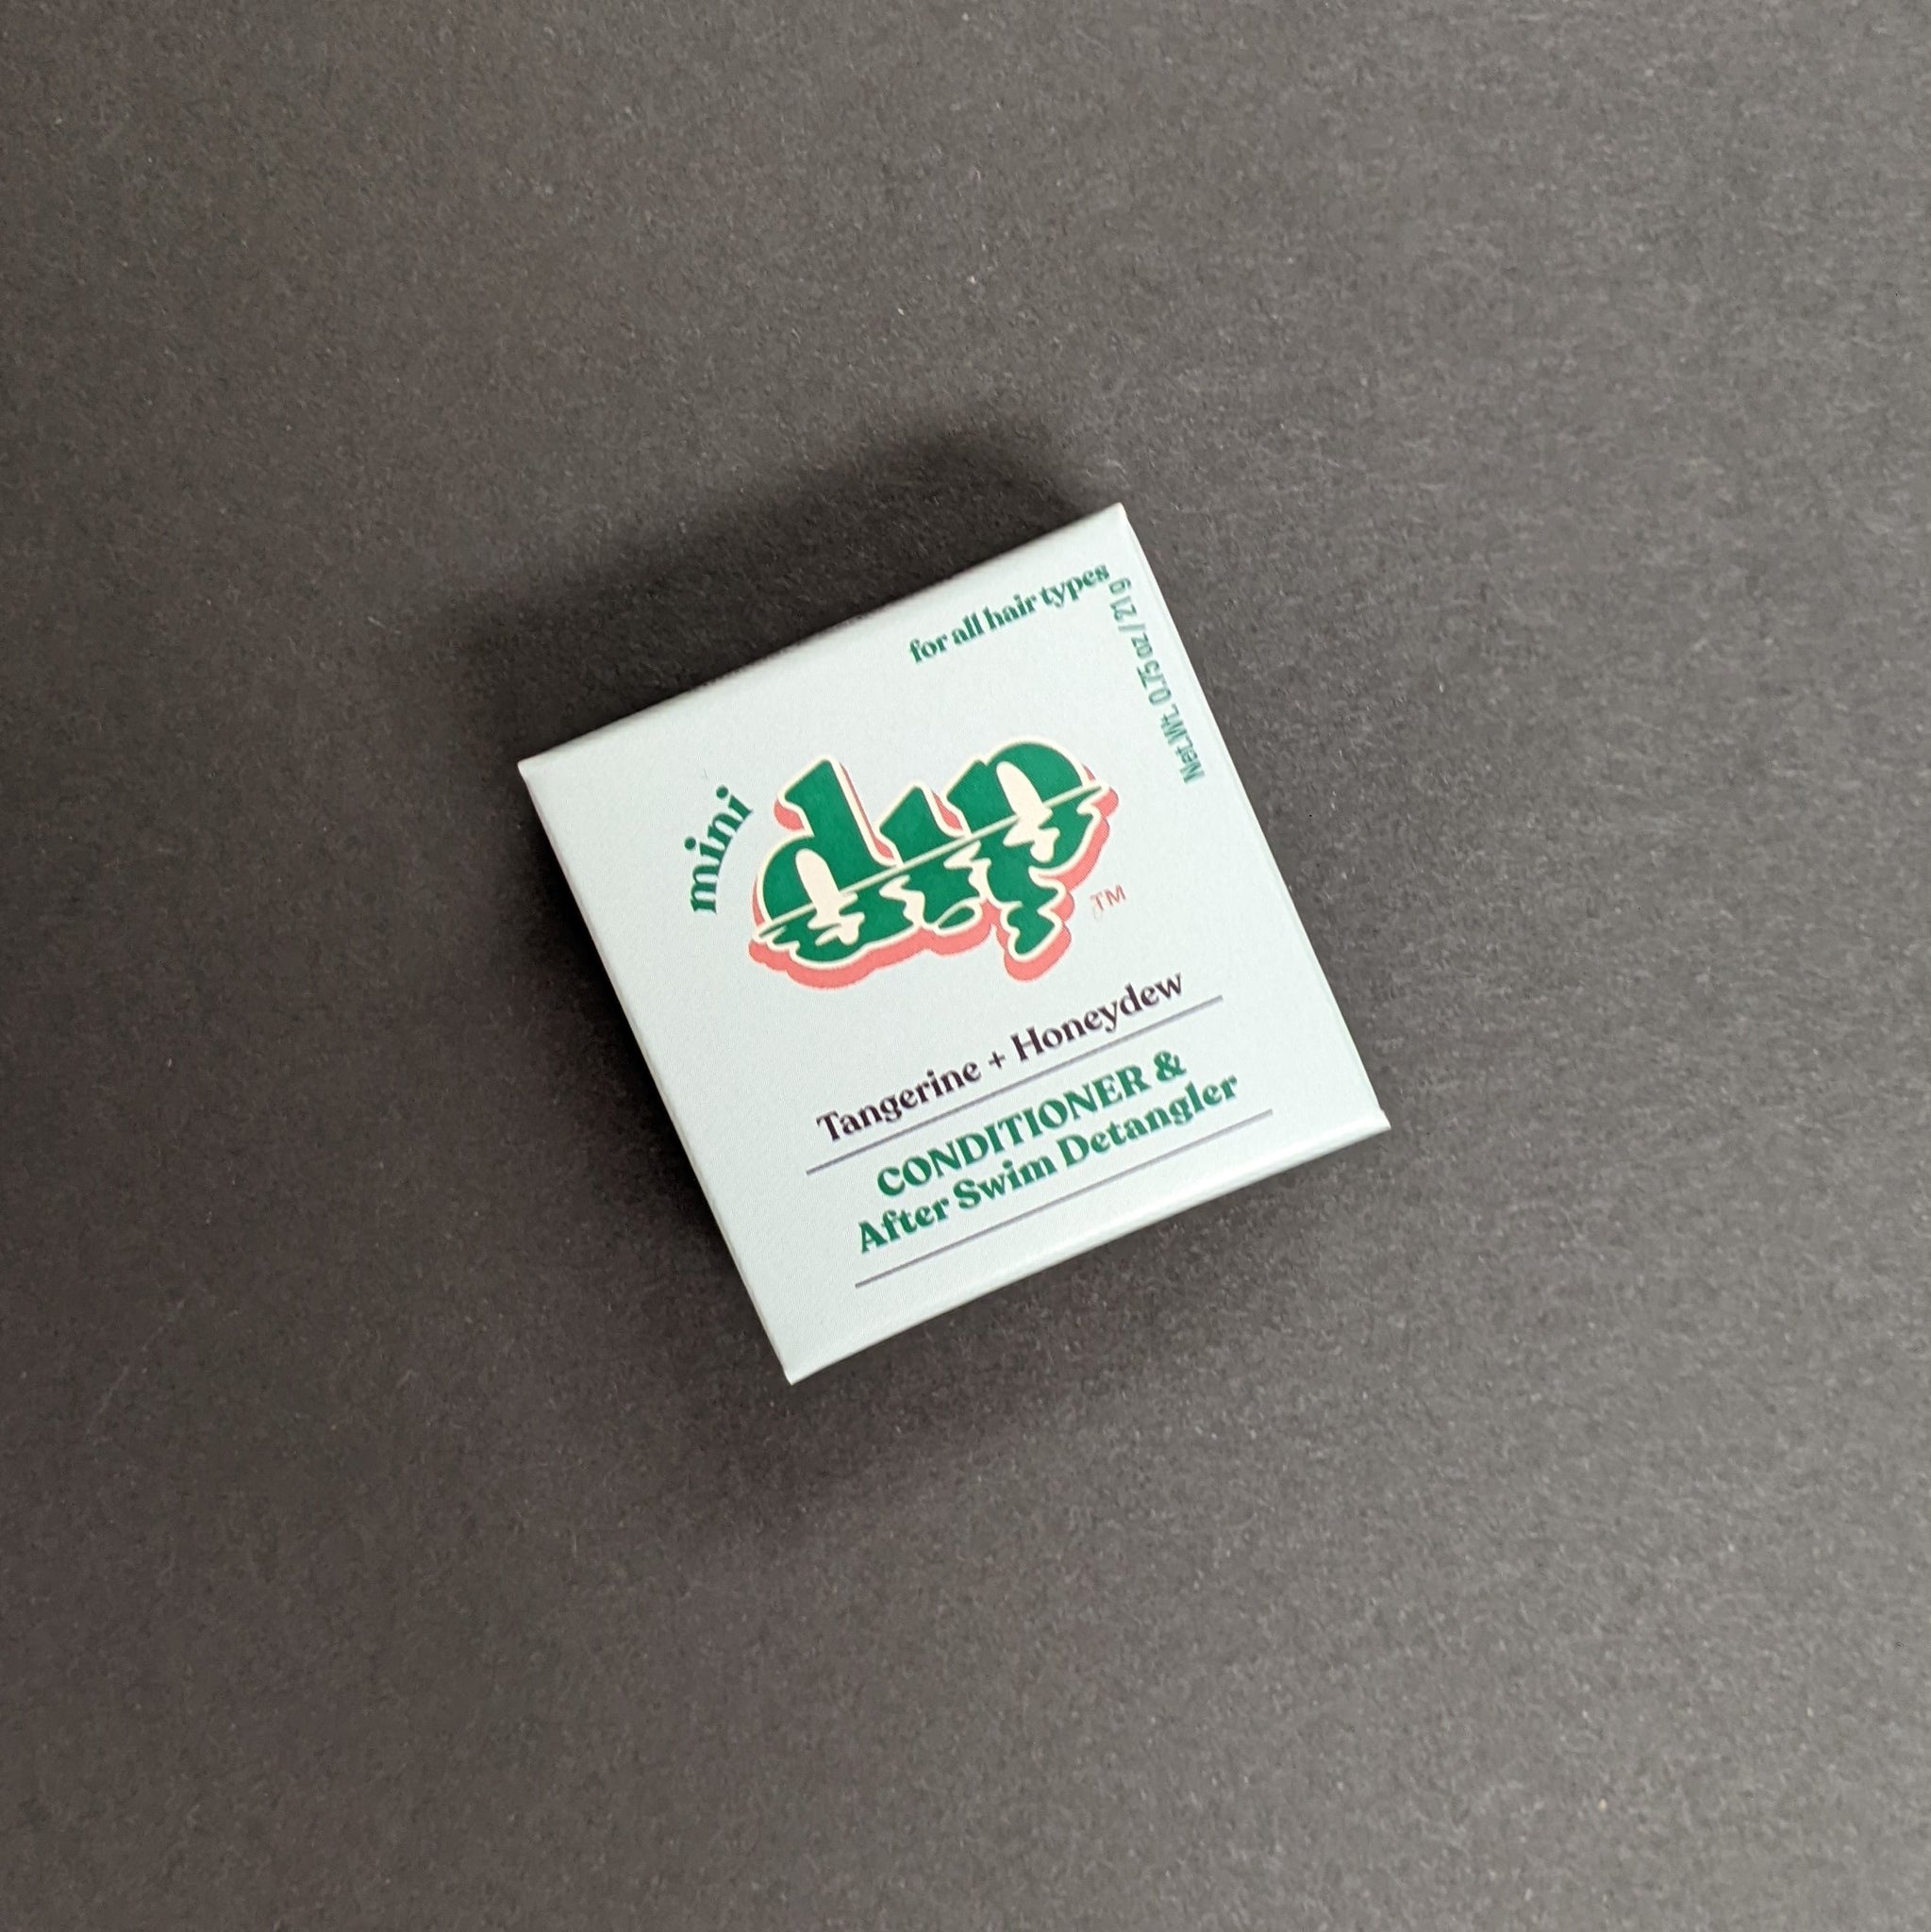 for all hair types
Net.Wt. 0.75 oz / 21 g
mini
dip
TM
Tangerine + Honeydew
CONDITIONER &
After Swim Detangler